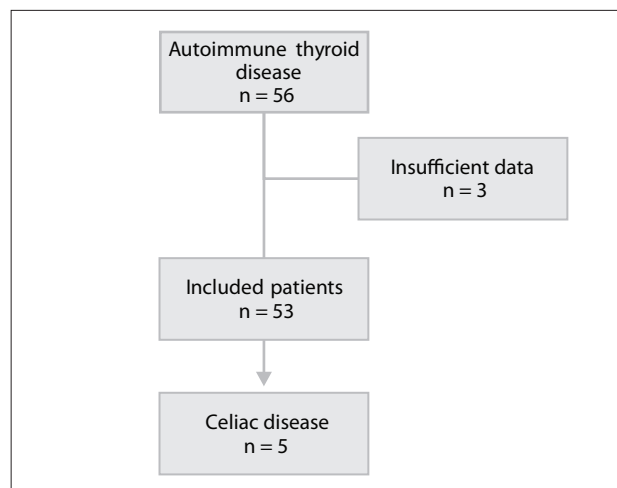 Autoimmune thyroid
disease
n = 56
Insufficient data
n = 3
Included patients
n = 53
Celiac disease
n = 5